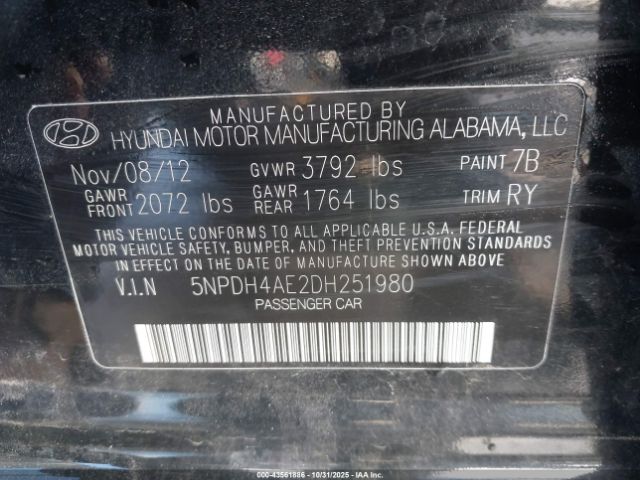 MANUFACTURED BY
HYUNDAI MOTOR MANUFACTURING ALABAMA, LLC
Nov/08/12 GVWR 3792 lbs PAINT 7B
GAWR FRONT 2072 lbs GAWR REAR 1764 lbs TRIM RY
THIS VEHICLE CONFORMS TO ALL APPLICABLE U.S.A. FEDERAL
MOTOR VEHICLE SAFETY, BUMPER, AND THEFT PREVENTION STANDARDS
IN EFFECT ON THE DATE OF MANUFACTURE SHOWN ABOVE
V.I.N 5NPDH4AE2DH251980
PASSENGER CAR
000-43561886 - 10/31/2025 - IAA Inc.